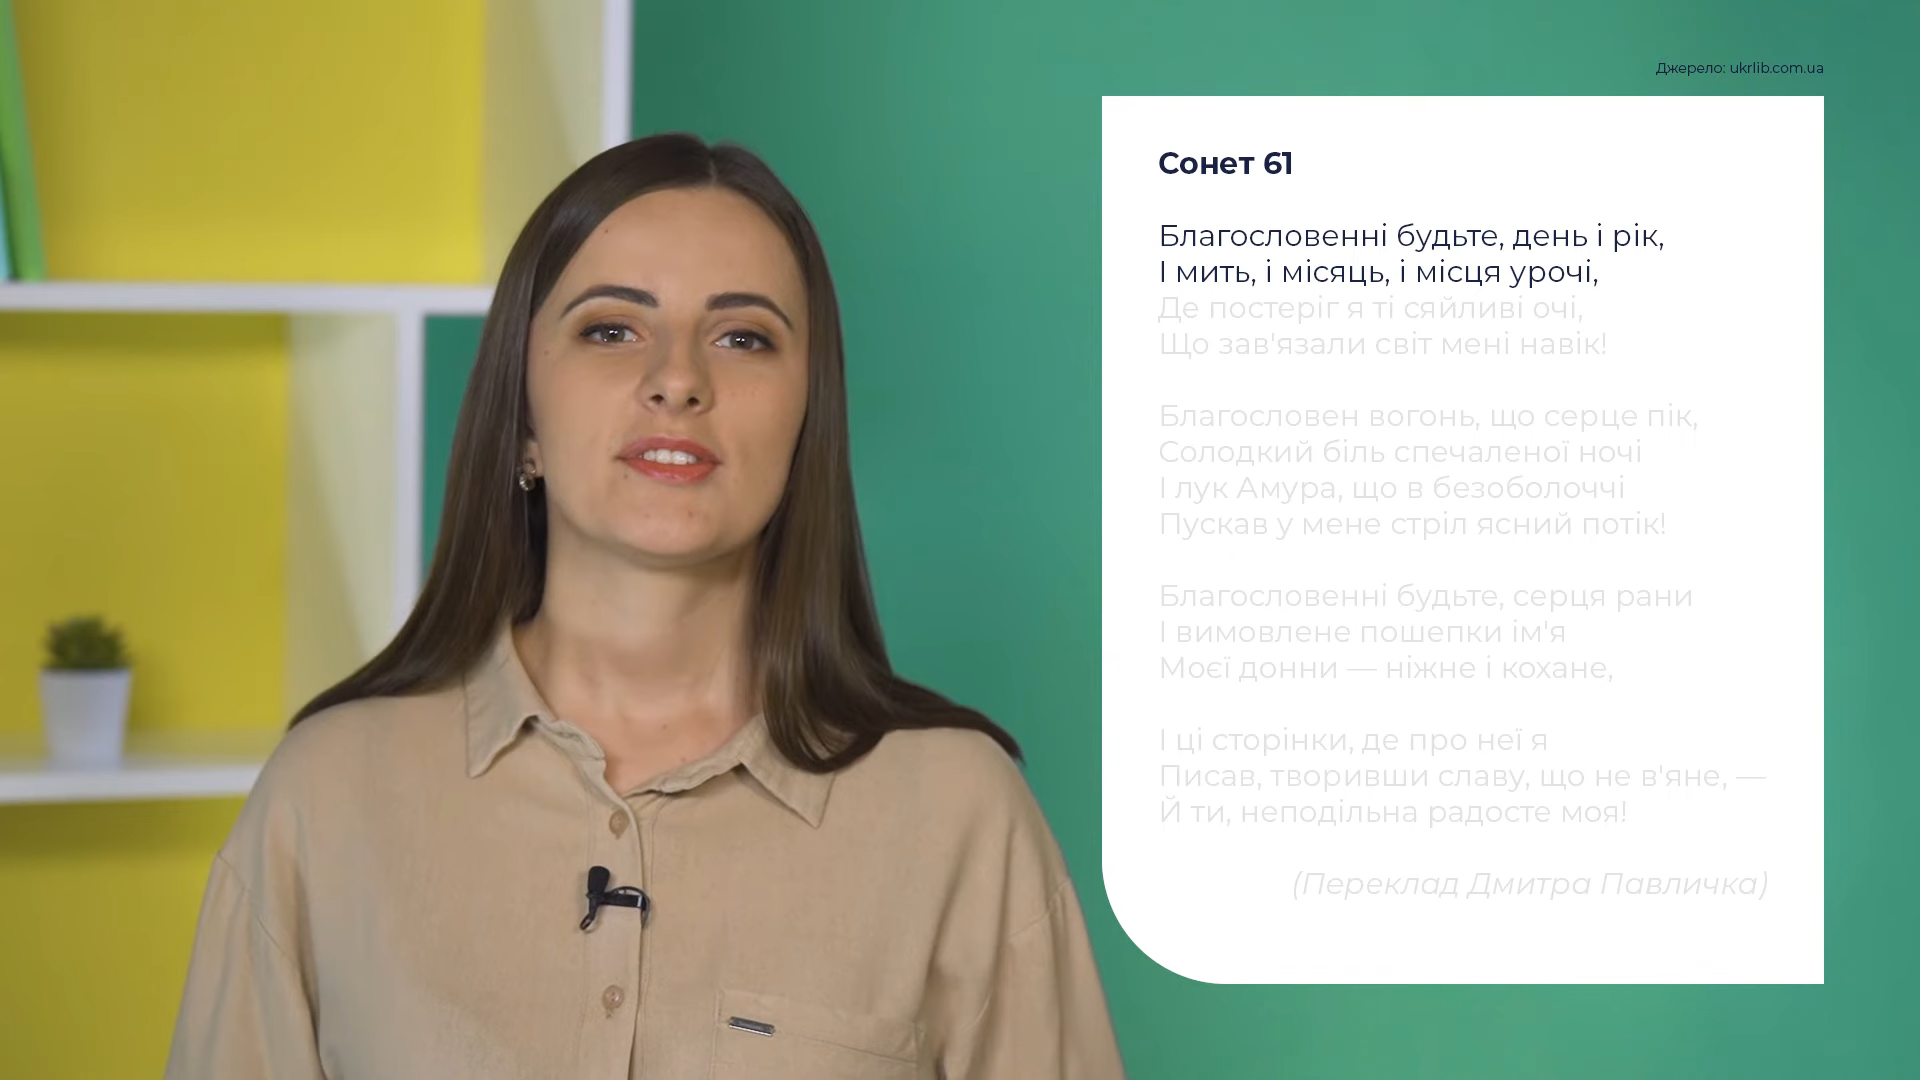 Джерело: ukrlib.com.ua
Сонет 61
Благословенні будьте, день і рік,
І мить, і місяць, і місця урочі,
Де постеріг я ті сяйливі очі,
Що зав'язали світ мені навік!
Благословен вогонь, що серце пік,
Солодкий біль спечаленої ночі
І лук Амура, що в безоболоччі
Пускав у мене стріл ясний потік!
Благословенні будьте, серця рани
І вимовлене пошепки ім'я
Моєї донни — ніжне і кохане,
І ці сторінки, де про неї я
Писав, творивши славу, що не в'яне, —
Й ти, неподільна радосте моя!
(Переклад Дмитра Павличка)